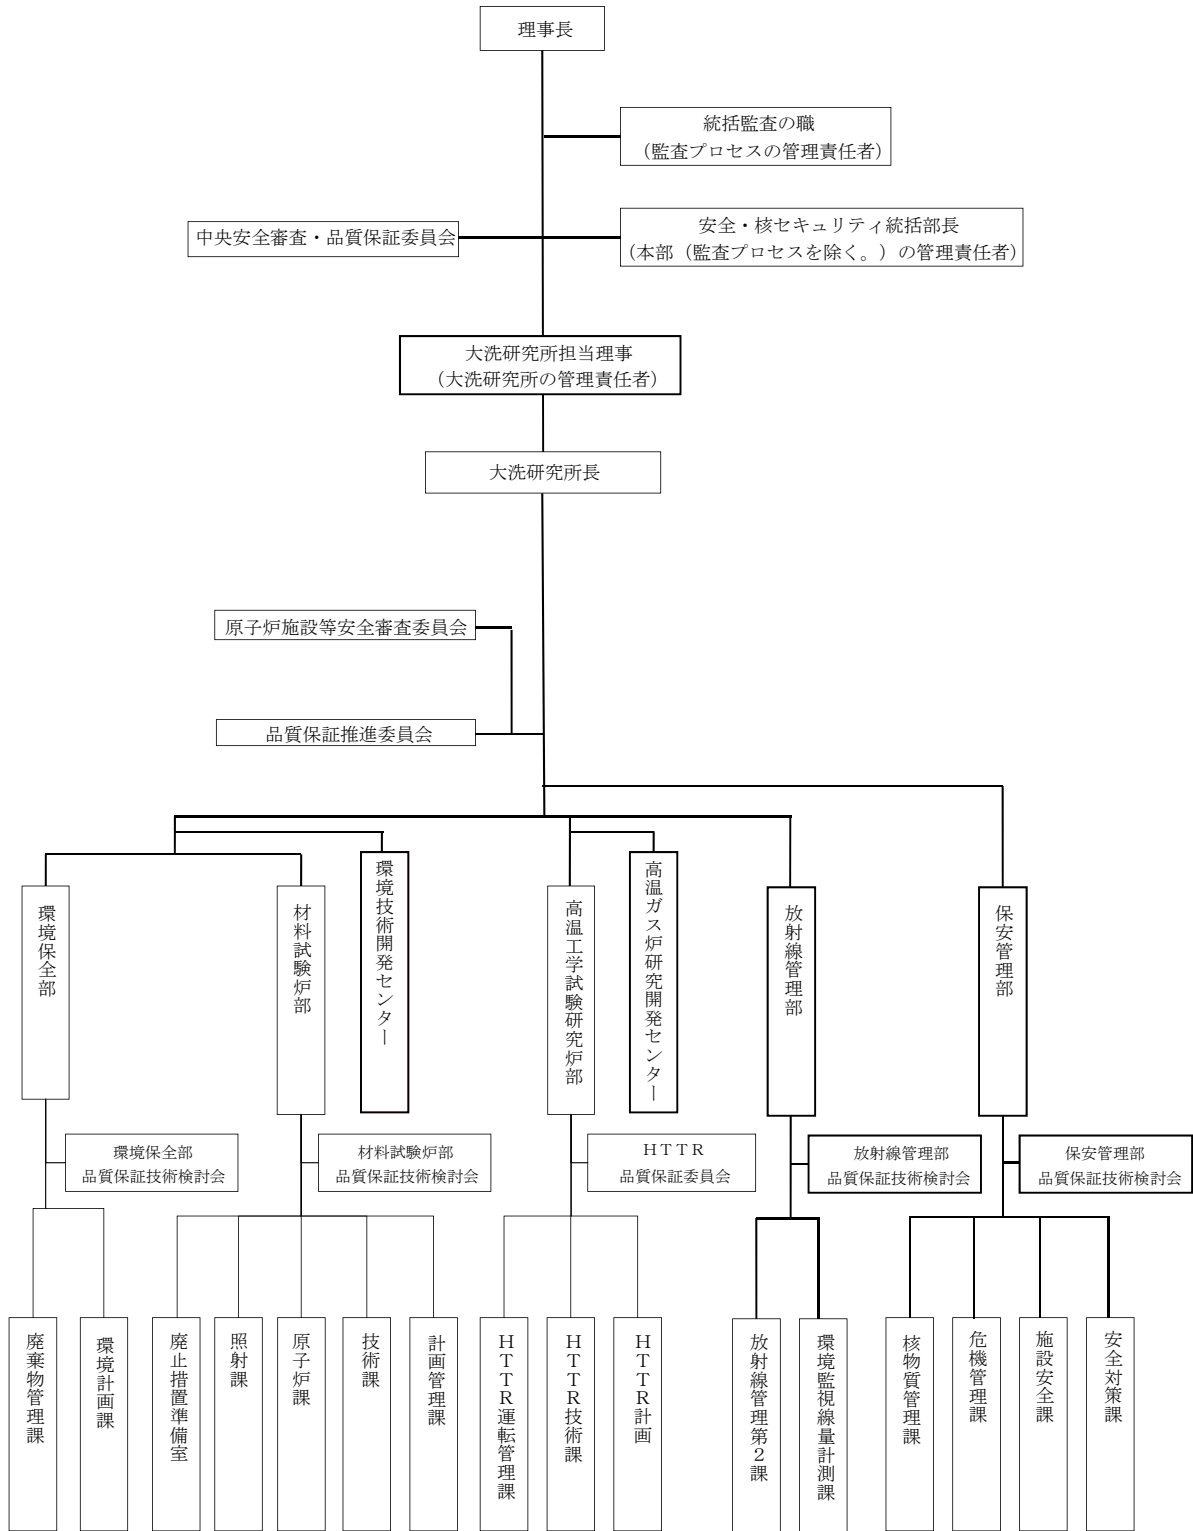 理事長
統括監査の職
（監査プロセスの管理責任者）
中央安全審査・品質保証委員会
安全・核セキュリティ統括部長
（本部（監査プロセスを除く。）の管理責任者）
大洗研究所担当理事
（大洗研究所の管理責任者）
大洗研究所長
原子炉施設等安全審査委員会
品質保証推進委員会
環境保全部
材料試験炉部
環境技術開発センター
高温工学試験研究炉部
高温ガス炉研究開発センター
放射線管理部
保安管理部
環境保全部
品質保証技術検討会
材料試験炉部
品質保証技術検討会
ＨＴＴＲ
品質保証委員会
放射線管理部
品質保証技術検討会
保安管理部
品質保証技術検討会
廃棄物管理課
環境計画課
廃止措置準備室
照射課
原子炉課
技術課
計画管理課
ＨＴＴＲ運転管理課
ＨＴＴＲ技術課
ＨＴＴＲ計画
放射線管理第２課
環境監視線量計測課
核物質管理課
危機管理課
施設安全課
安全対策課